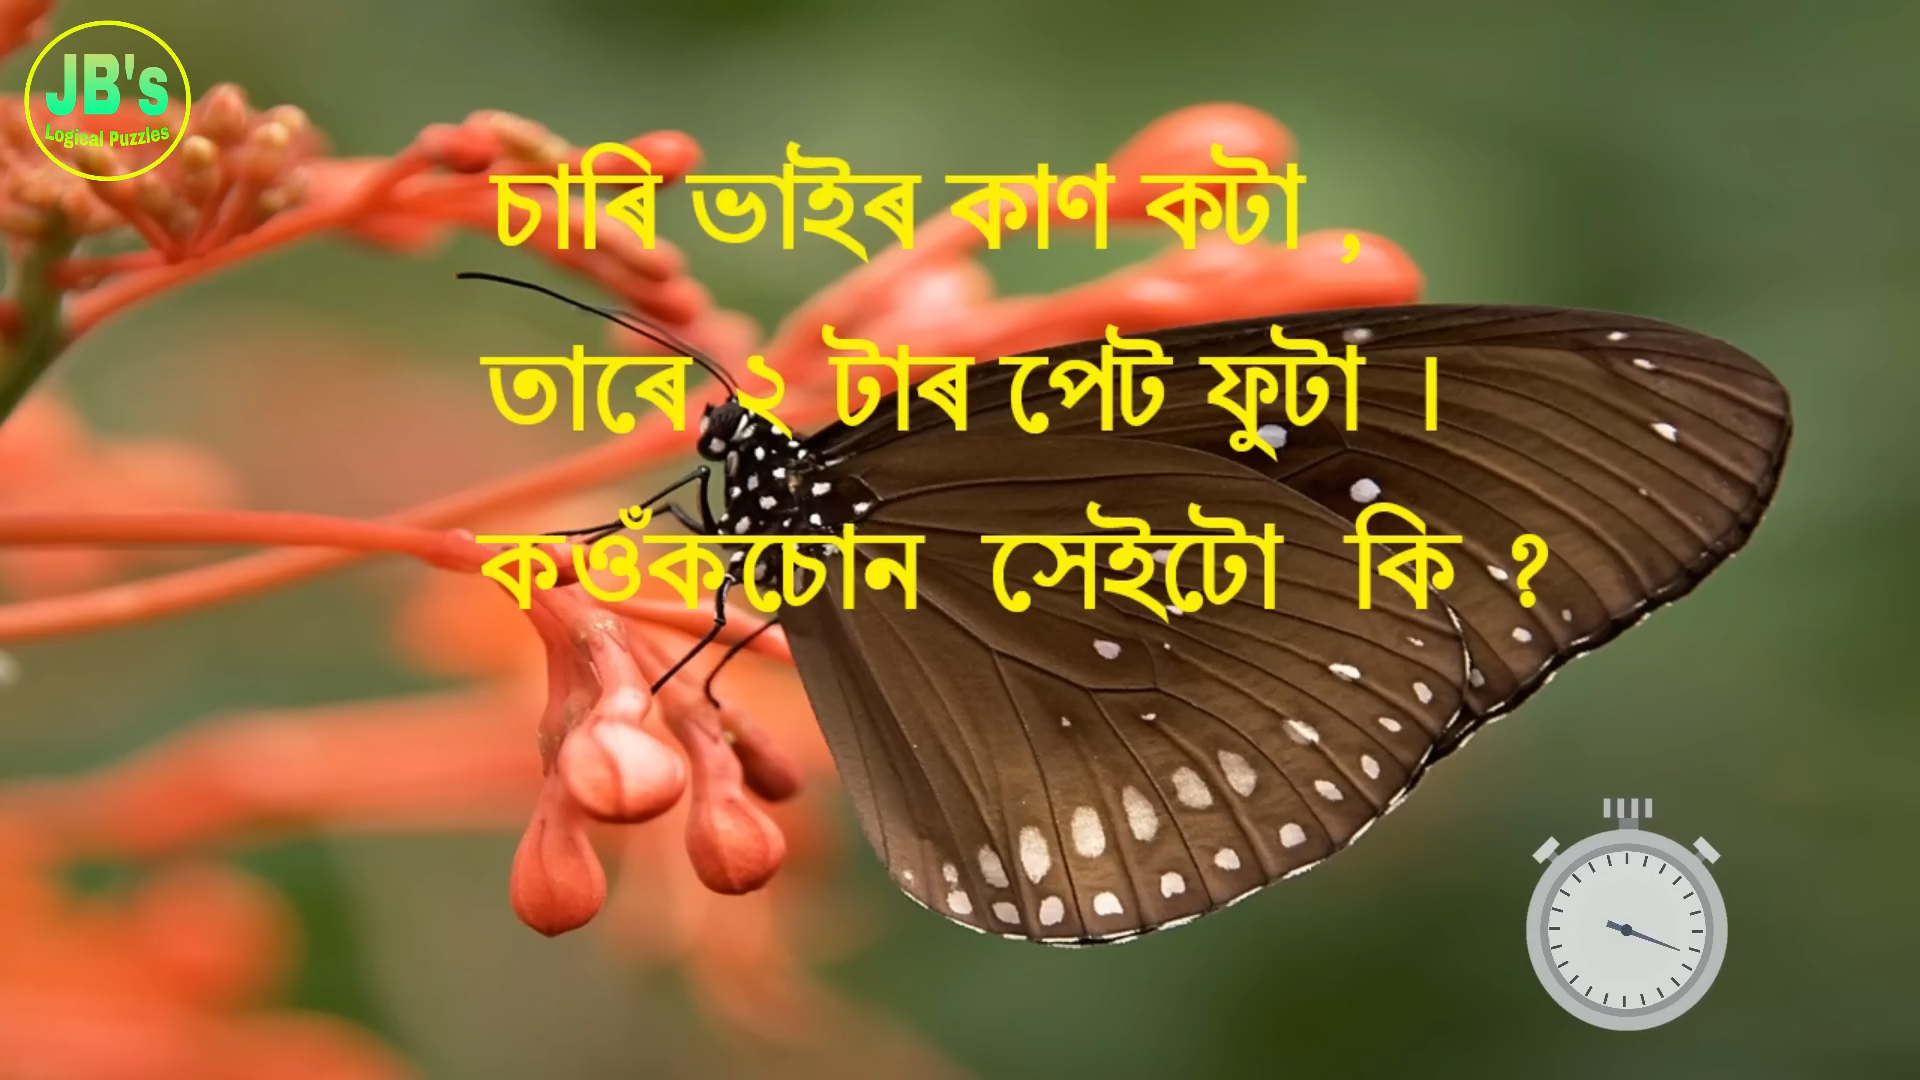 JB's
Logical Puzzles
চাৰি ভাইৰ কাণ কটা ,
তাৰে ২ টাৰ পেট ফুটা ।
কওঁকচোন সেইটো কি ?